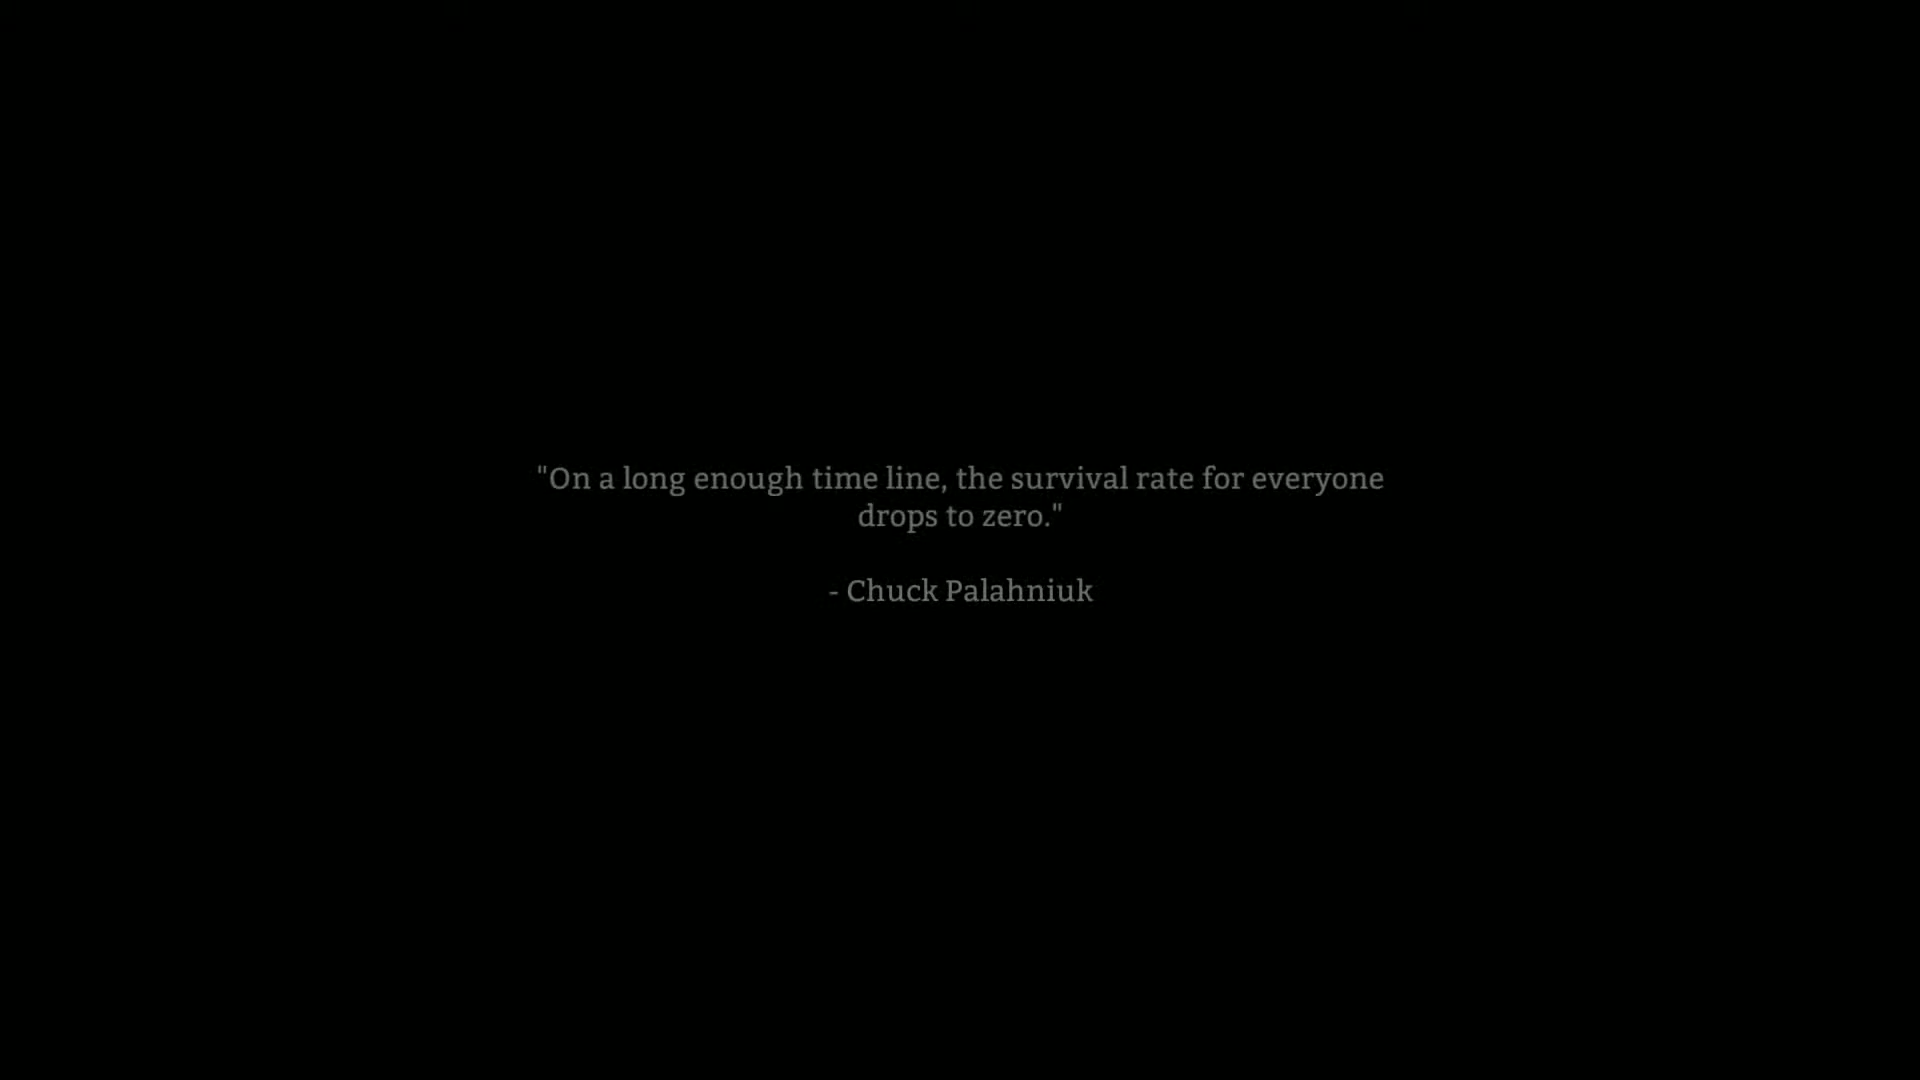 "On a long enough time line, the survival rate for everyone
drops to zero."
- Chuck Palahniuk